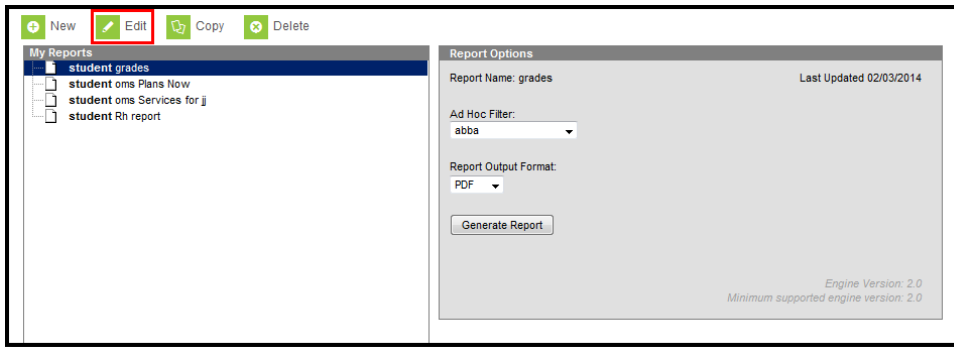 New Edit Copy Delete
My Reports
student grades
student oms Plans Now
student oms Services for jj
student Rh report
Report Options
Report Name: grades Last Updated 02/03/2014
Ad Hoc Filter:
abba
Report Output Format:
PDF
Generate Report
Engine Version: 2.0
Minimum supported engine version: 2.0